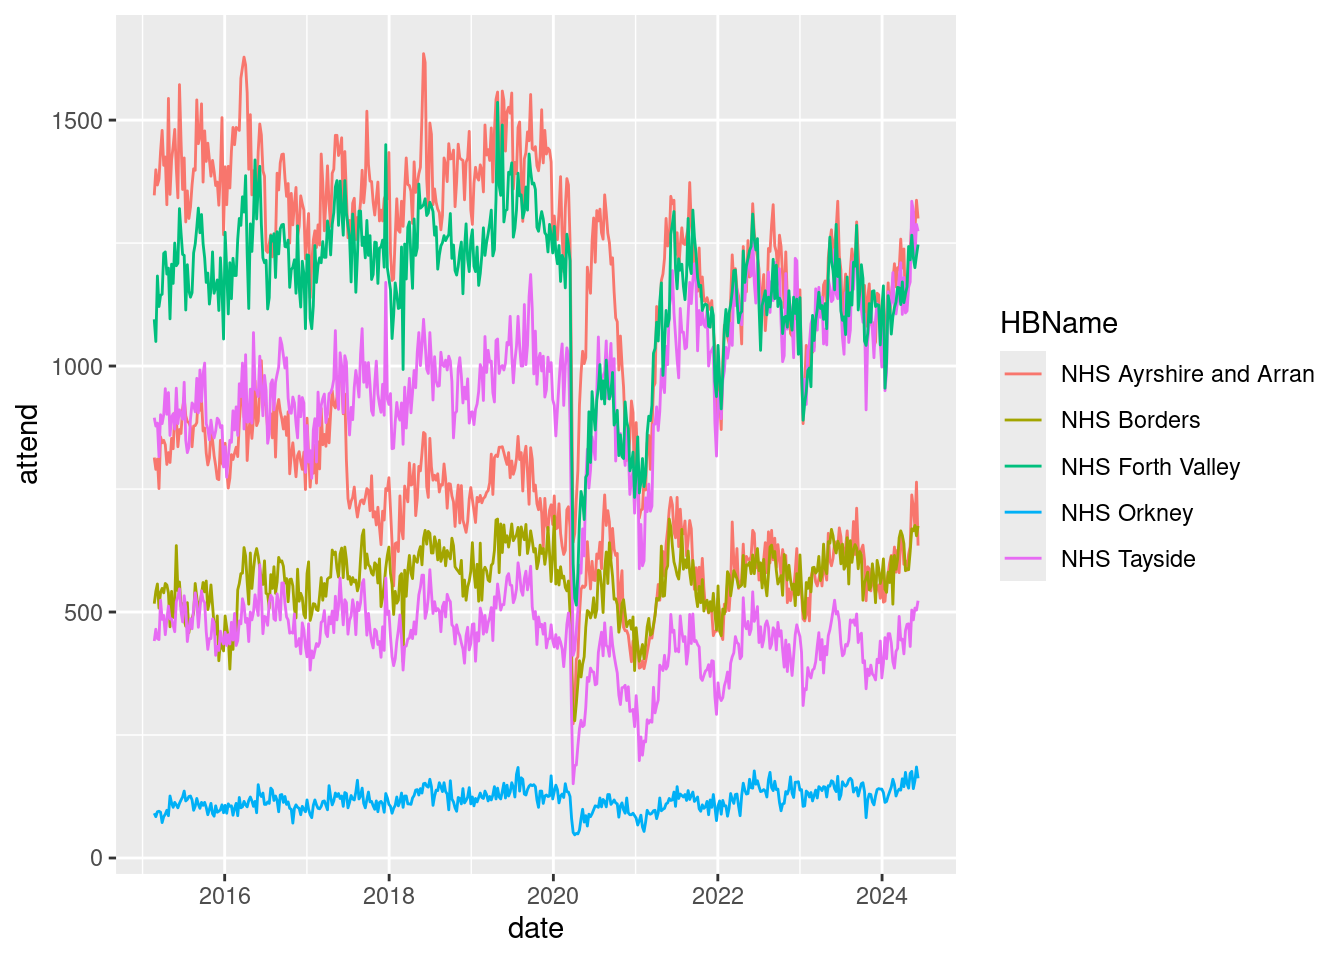 1500
1000
500
0
attend
2016
2018
2020
2022
2024
date
HBName
NHS Ayrshire and Arran
NHS Borders
NHS Forth Valley
NHS Orkney
NHS Tayside